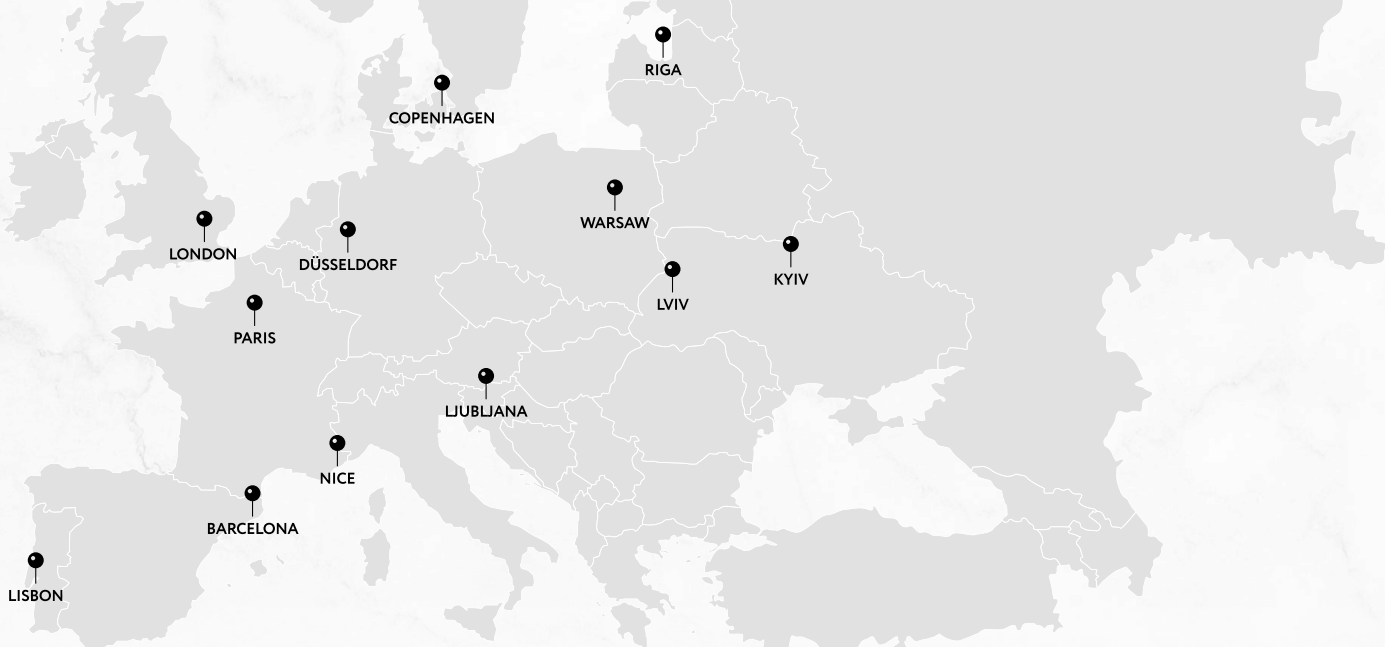 RIGA
COPENHAGEN
WARSAW
LONDON
DÜSSELDORF
KYIV
LVIV
PARIS
LJUBLJANA
NICE
BARCELONA
LISBON